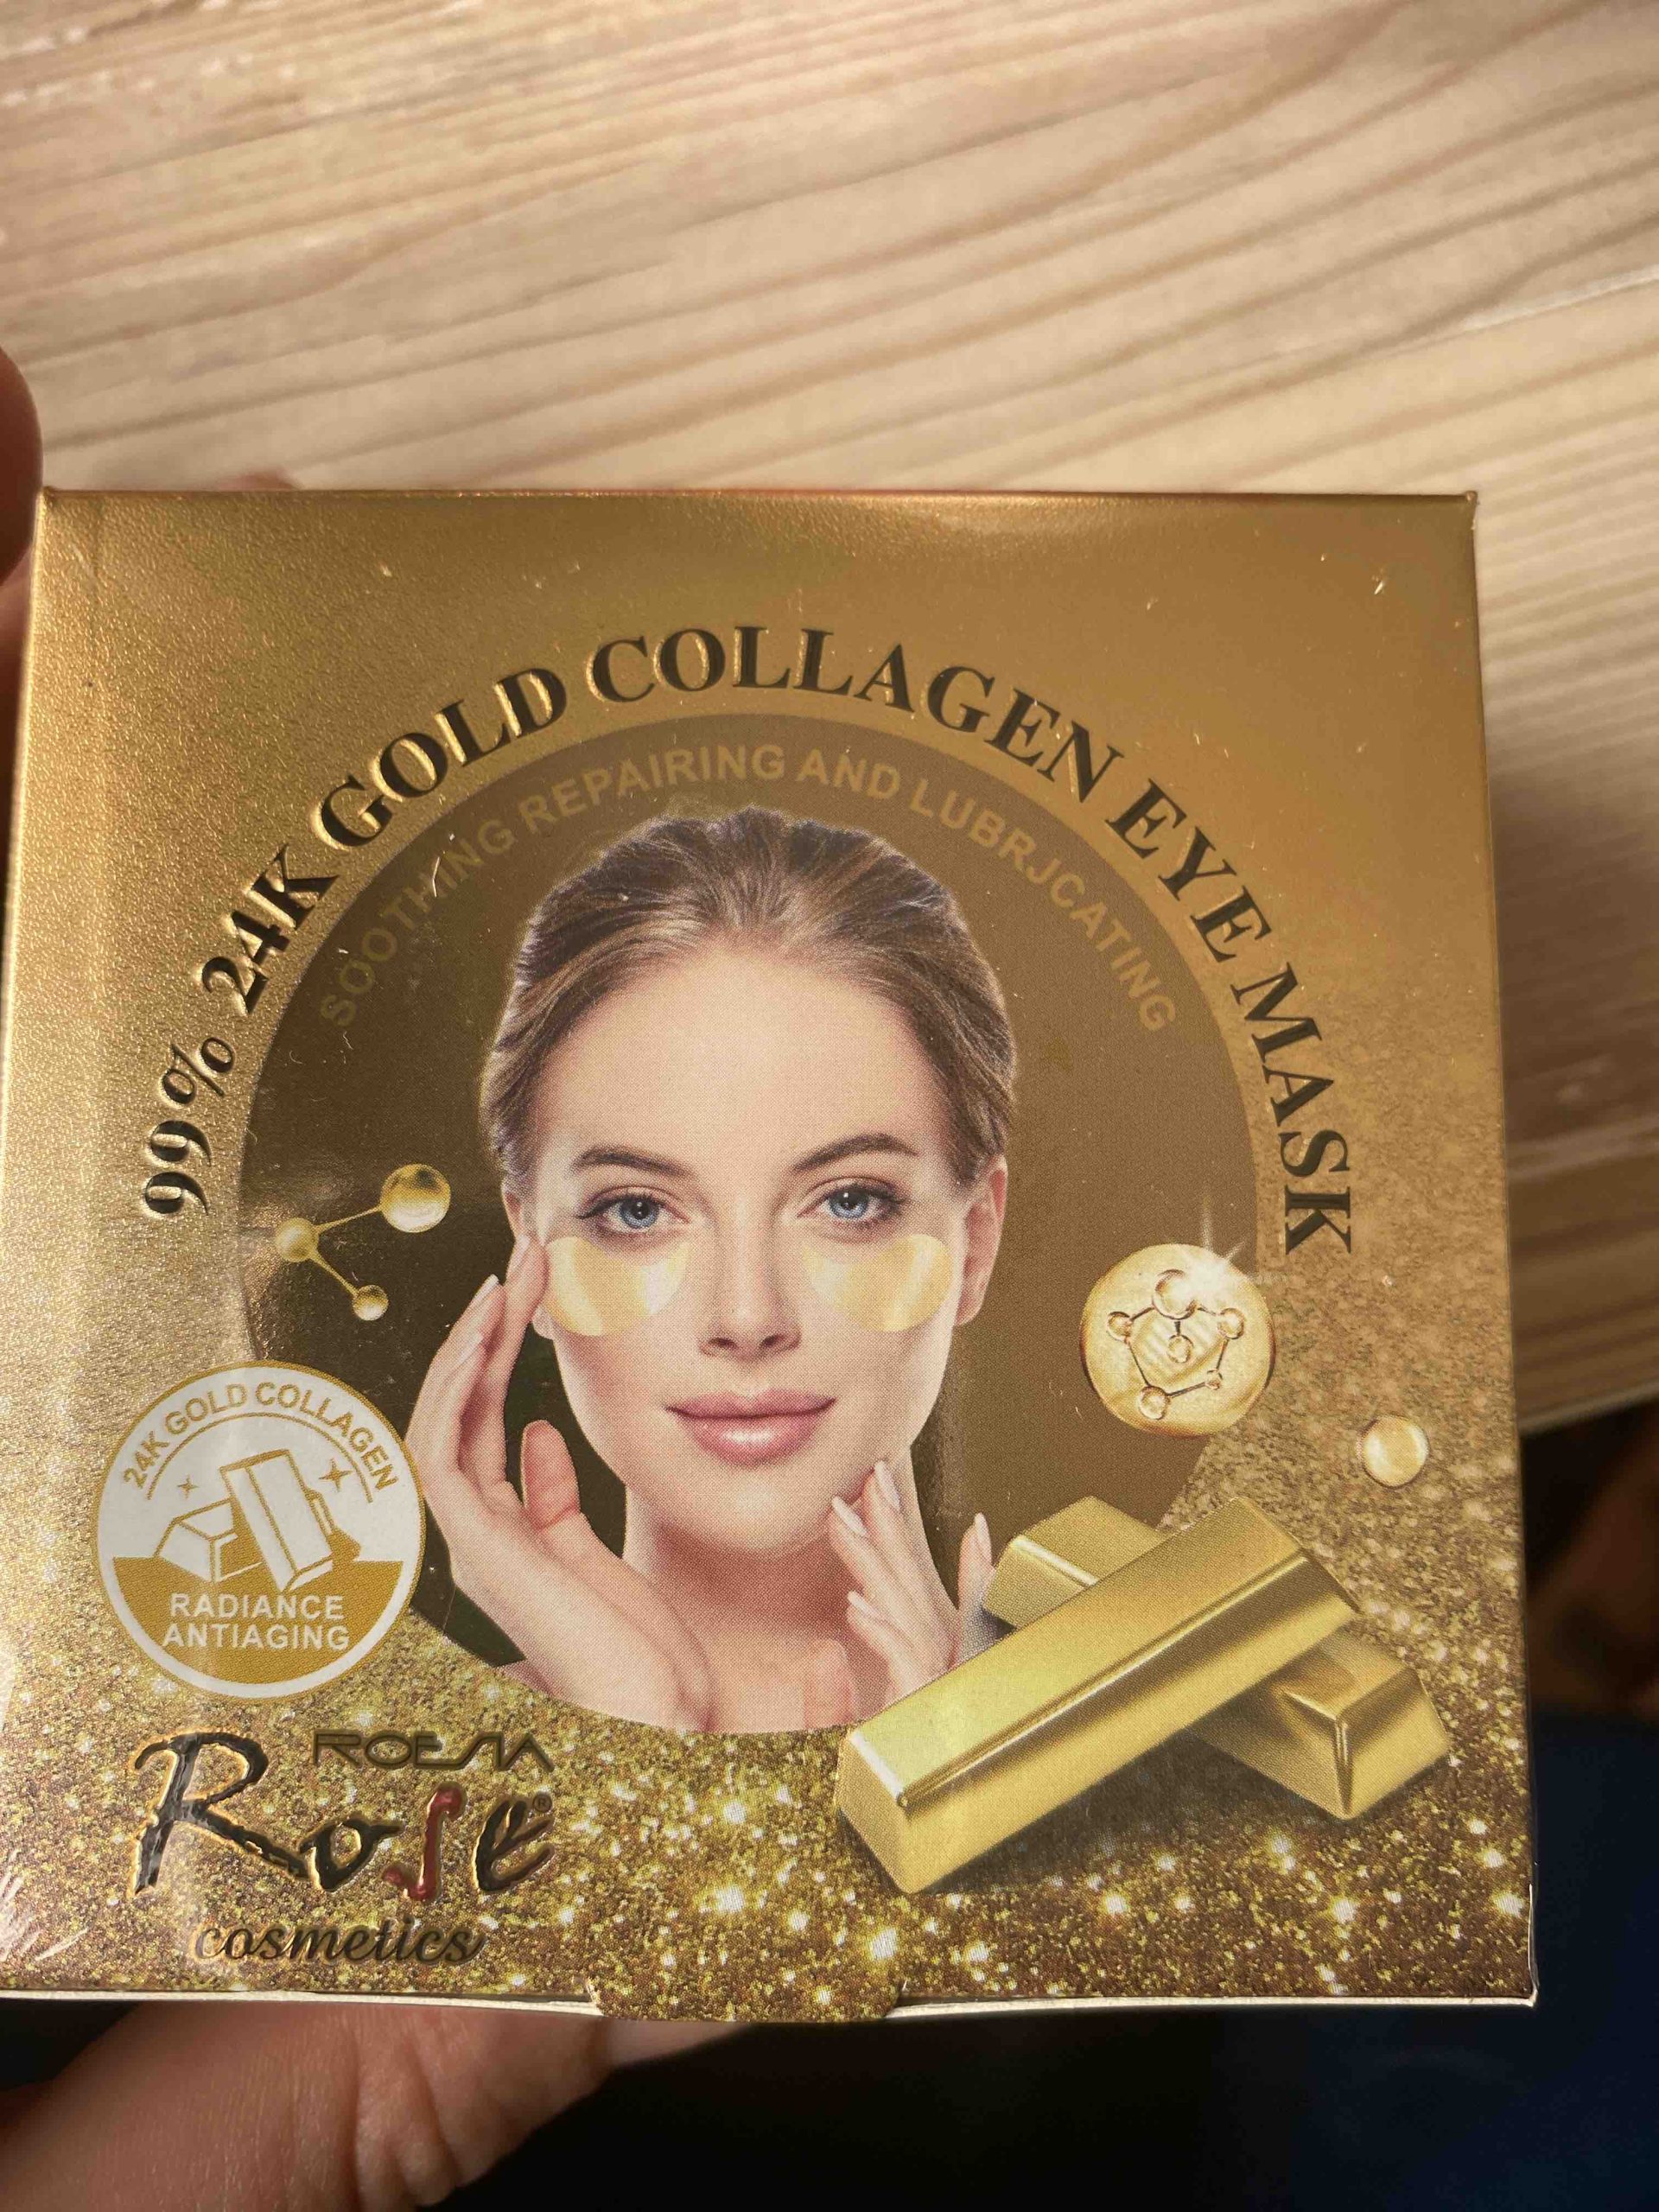 99% 24K GOLD COLLAGEN EYE MASK
SOOTHING REPAIRING AND LUBRJCATING
24K GOLD COLLAGEN
RADIANCE
ANTIAGING
ROESIA
Rose®
cosmetics